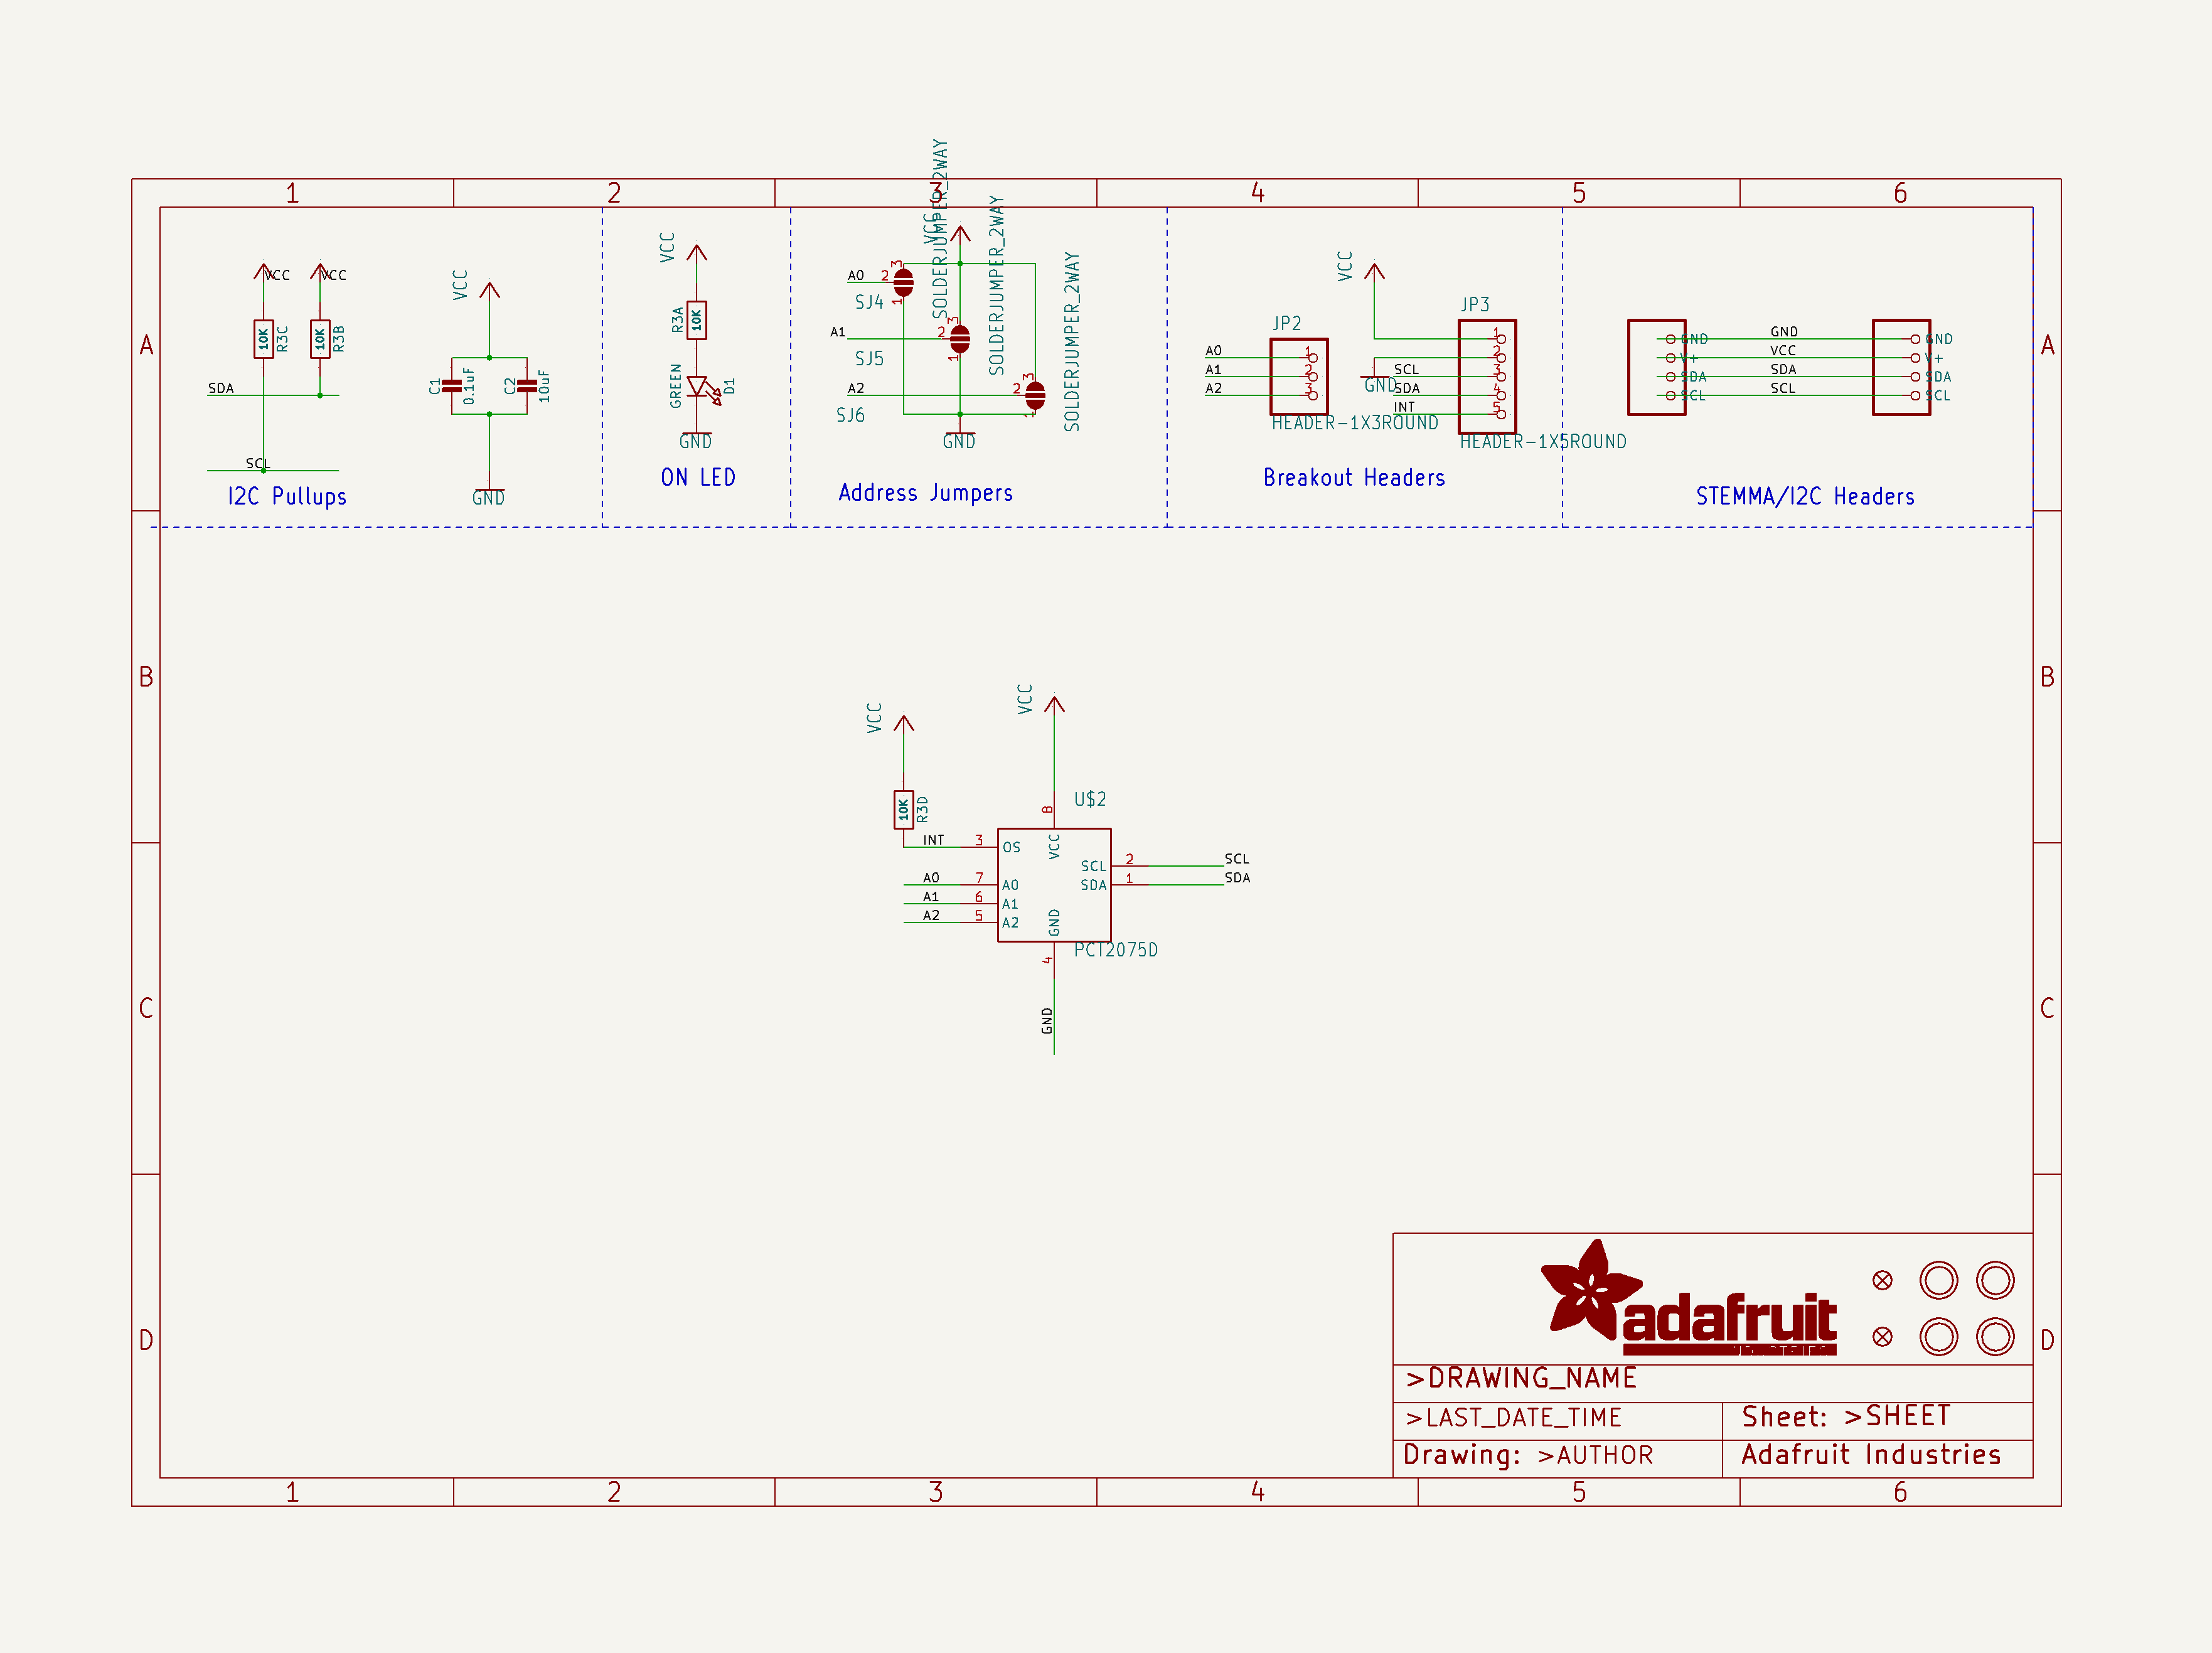 1 2 3 4 5 6
A
VCC
VCC
10K
R3C
10K
R3B
SDA
SCL
I2C Pullups
VCC
C1
0.1uF
C2
10uF
GND
VCC
R3A
10K
GREEN
D1
GND
ON LED
VCC
SOLDERJUMPER_2WAY
SOLDERJUMPER_2WAY
SOLDERJUMPER_2WAY
A0
2
3
1
SJ4
A1
2
3
1
SJ5
A2
2
3
1
SJ6
GND
Address Jumpers
JP2
A0
1
A1
2
A2
3
HEADER-1X3ROUND
VCC
JP3
1
2
GND
SCL
3
SDA
4
INT
5
HEADER-1X5ROUND
Breakout Headers
GND
V+
SDA
SCL
GND
VCC
SDA
SCL
GND
V+
SDA
SCL
STEMMA/I2C Headers
A
B
VCC
VCC
B
10K
R3D
8
U$2
INT
3
OS
VCC
SCL
2
SCL
A0
7
A0
SDA
1
SDA
A1
6
A1
A2
5
A2
GND
PCT2075D
4
GND
C
C
D
adafruit
D
>DRAWING_NAME
>LAST_DATE_TIME
Sheet: >SHEET
Drawing: >AUTHOR
Adafruit Industries
1 2 3 4 5 6